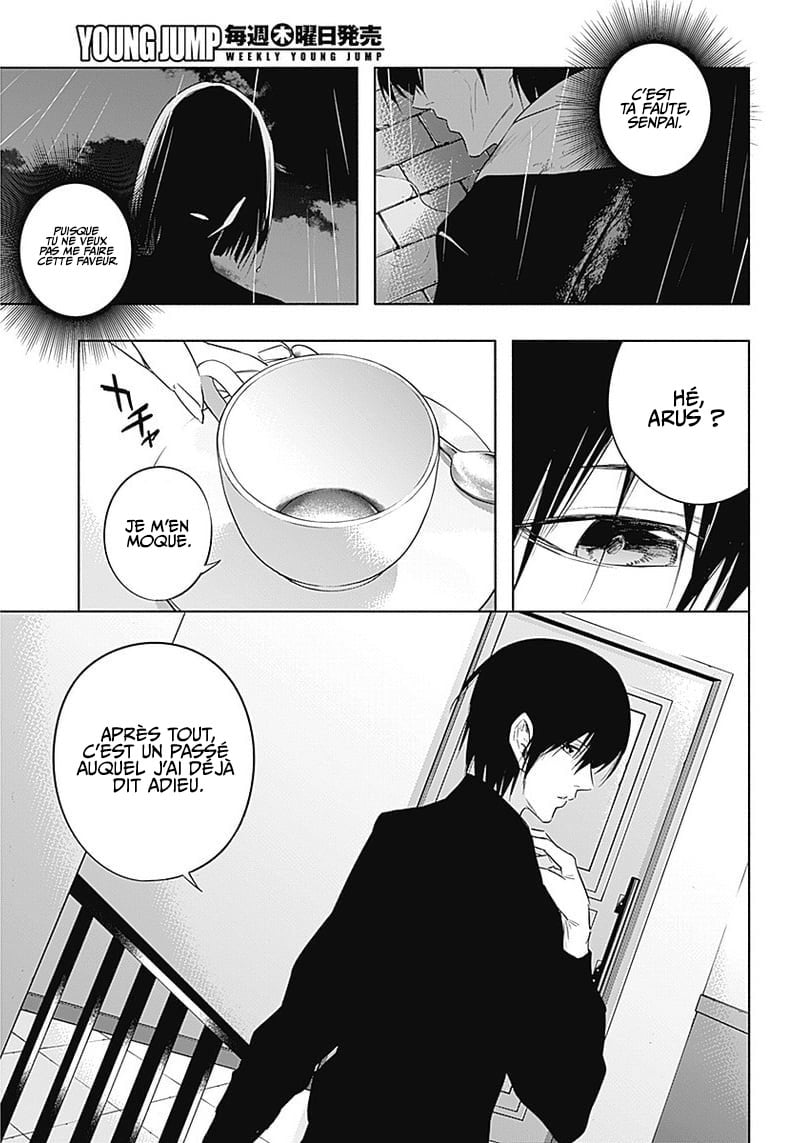 YOUNG JUMP 毎週木曜日発売
WEEKLY YOUNG JUMP
C'EST
TA FAUTE,
SENPAI.
PUISQUE
TU NE VEUX
PAS ME FAIRE
CETTE FAVEUR.
HÉ,
ARUS ?
カチャ
JE M'EN
MOQUE.
APRÈS TOUT,
C'EST UN PASSÉ
AUQUEL J'AI DÉJÀ
DIT ADIEU.